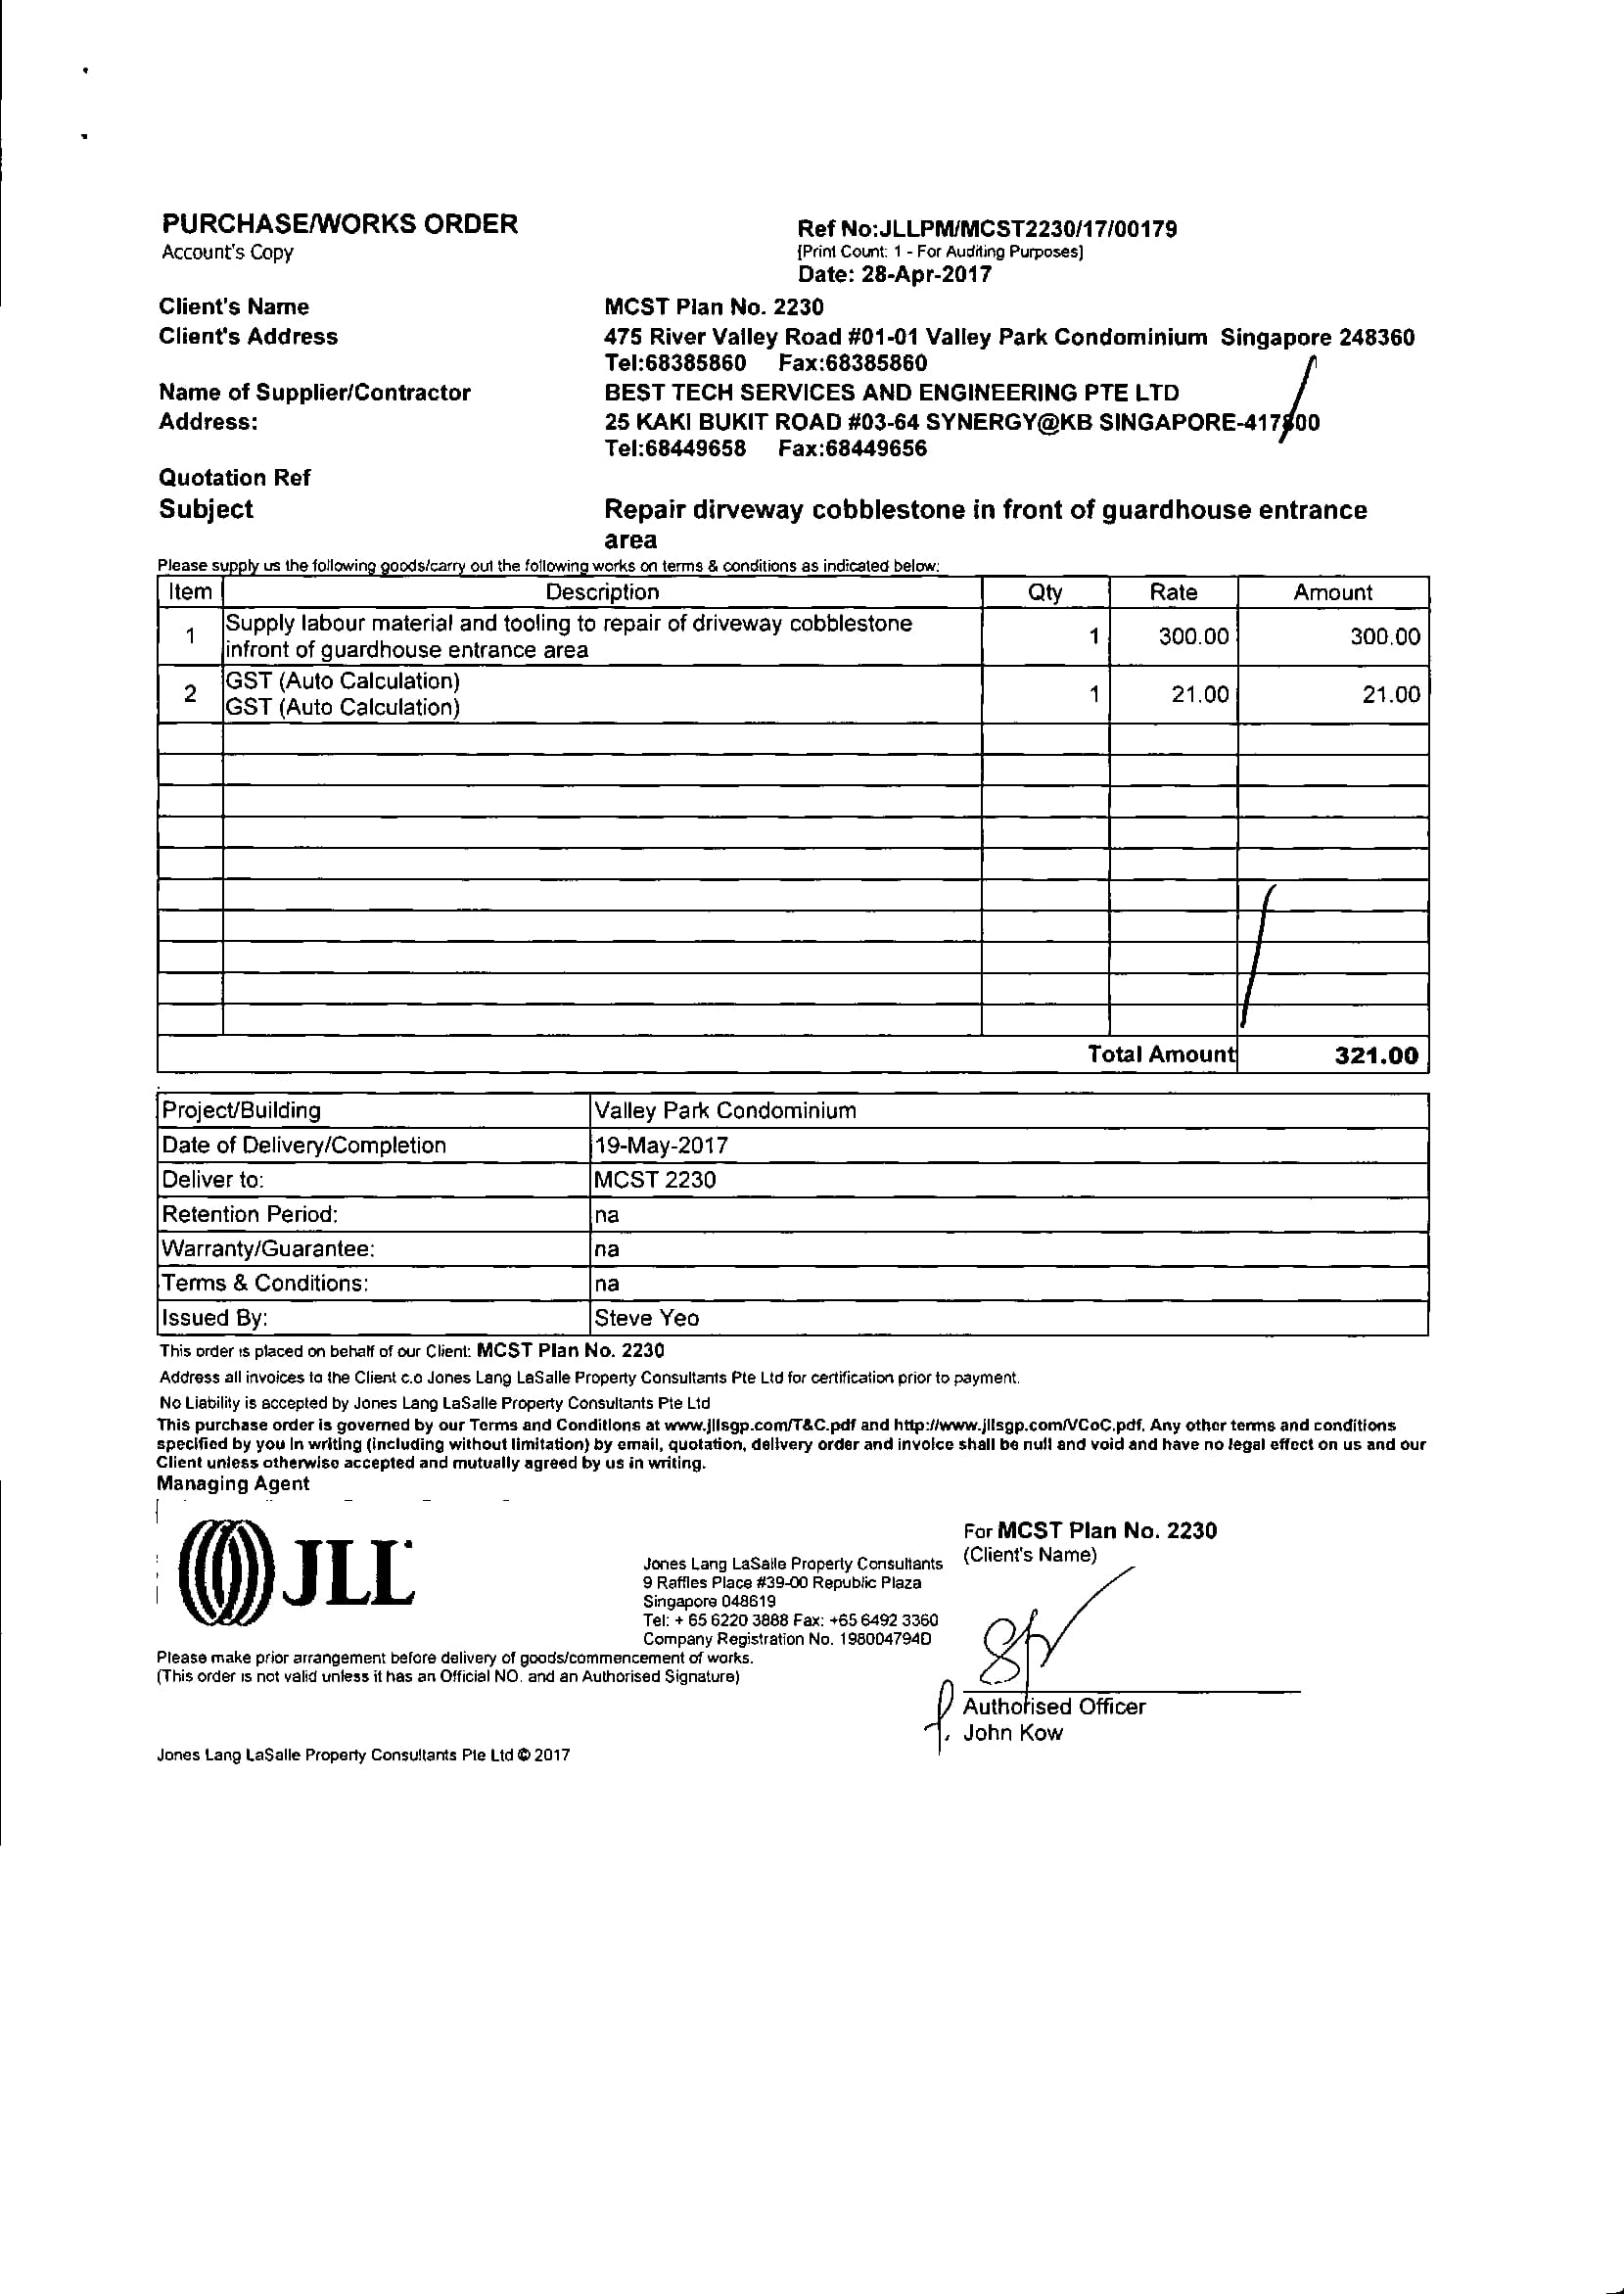 PURCHASE/WORKS ORDER
Account's Copy
Ref No:JLLPM/MCST2230/17/00179
[Print Count: 1 - For Auditing Purposes]
Date: 28-Apr-2017
Client's Name MCST Plan No. 2230
Client's Address 475 River Valley Road #01-01 Valley Park Condominium Singapore 248360
Tel:68385860 Fax:68385860
Name of Supplier/Contractor BEST TECH SERVICES AND ENGINEERING PTE LTD
Address: 25 KAKI BUKIT ROAD #03-64 SYNERGY@KB SINGAPORE-417800
Tel:68449658 Fax:68449656
Quotation Ref
Subject Repair dirveway cobblestone in front of guardhouse entrance
area
Please supply us the following goods/carry out the following works on terms & conditions as indicated below:
Item Description Qty Rate Amount
1 Supply labour material and tooling to repair of driveway cobblestone 1 300.00 300.00
infront of guardhouse entrance area
2 GST (Auto Calculation) 1 21.00 21.00
GST (Auto Calculation)
Total Amount 321.00
Project/Building Valley Park Condominium
Date of Delivery/Completion 19-May-2017
Deliver to: MCST 2230
Retention Period: na
Warranty/Guarantee: na
Terms & Conditions: na
Issued By: Steve Yeo
This order is placed on behalf of our Client: MCST Plan No. 2230
Address all invoices to the Client c.o Jones Lang LaSalle Property Consultants Pte Ltd for certification prior to payment.
No Liability is accepted by Jones Lang LaSalle Property Consultants Pte Ltd
This purchase order is governed by our Terms and Conditions at www.jllsgp.com/T&C.pdf and http://www.jllsgp.com/VCoC.pdf. Any other terms and conditions
specified by you in writing (including without limitation) by email, quotation, delivery order and invoice shall be null and void and have no legal effect on us and our
Client unless otherwise accepted and mutually agreed by us in writing.
Managing Agent
JLL
Jones Lang LaSalle Property Consultants
9 Raffles Place #39-00 Republic Plaza
Singapore 048619
Tel: + 65 6220 3888 Fax: +65 6492 3360
Company Registration No. 198004794D
For MCST Plan No. 2230
(Client's Name)
Please make prior arrangement before delivery of goods/commencement of works.
(This order is not valid unless it has an Official NO. and an Authorised Signature)
Authorised Officer
John Kow
Jones Lang LaSalle Property Consultants Pte Ltd © 2017